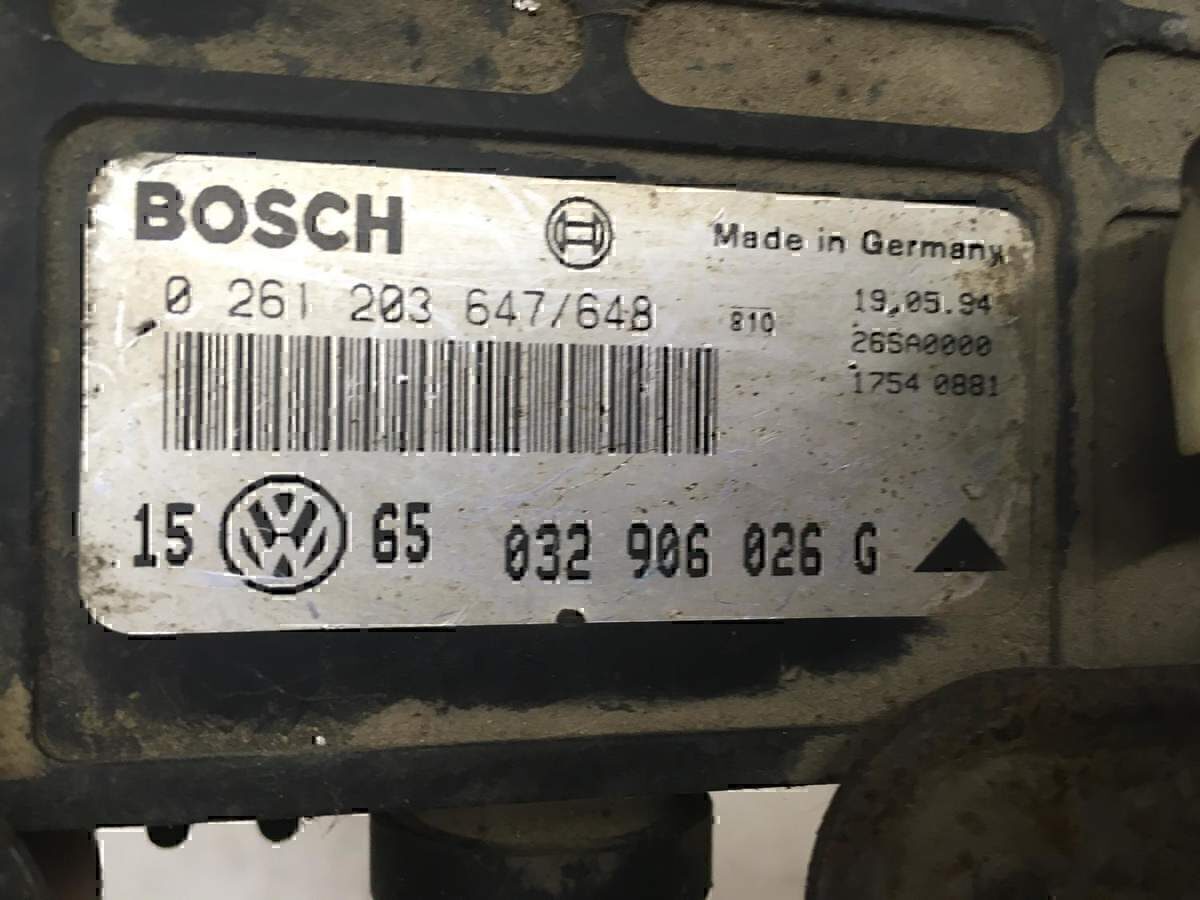 BOSCH
Made in Germany
0 261 203 647/648
810
19.05.94
265A0000
1754 0881
15 65 032 906 026 G